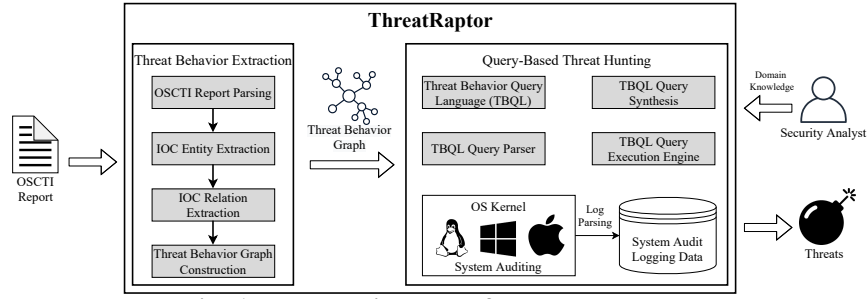 ThreatRaptor
Threat Behavior Extraction
OSCTI Report Parsing
IOC Entity Extraction
IOC Relation
Extraction
Threat Behavior Graph
Construction
OSCTI
Report
Threat Behavior
Graph
Query-Based Threat Hunting
Threat Behavior Query
Language (TBQL)
TBQL Query
Synthesis
TBQL Query Parser
TBQL Query
Execution Engine
OS Kernel
System Auditing
Log
Parsing
System Audit
Logging Data
Domain
Knowledge
Security Analyst
Threats